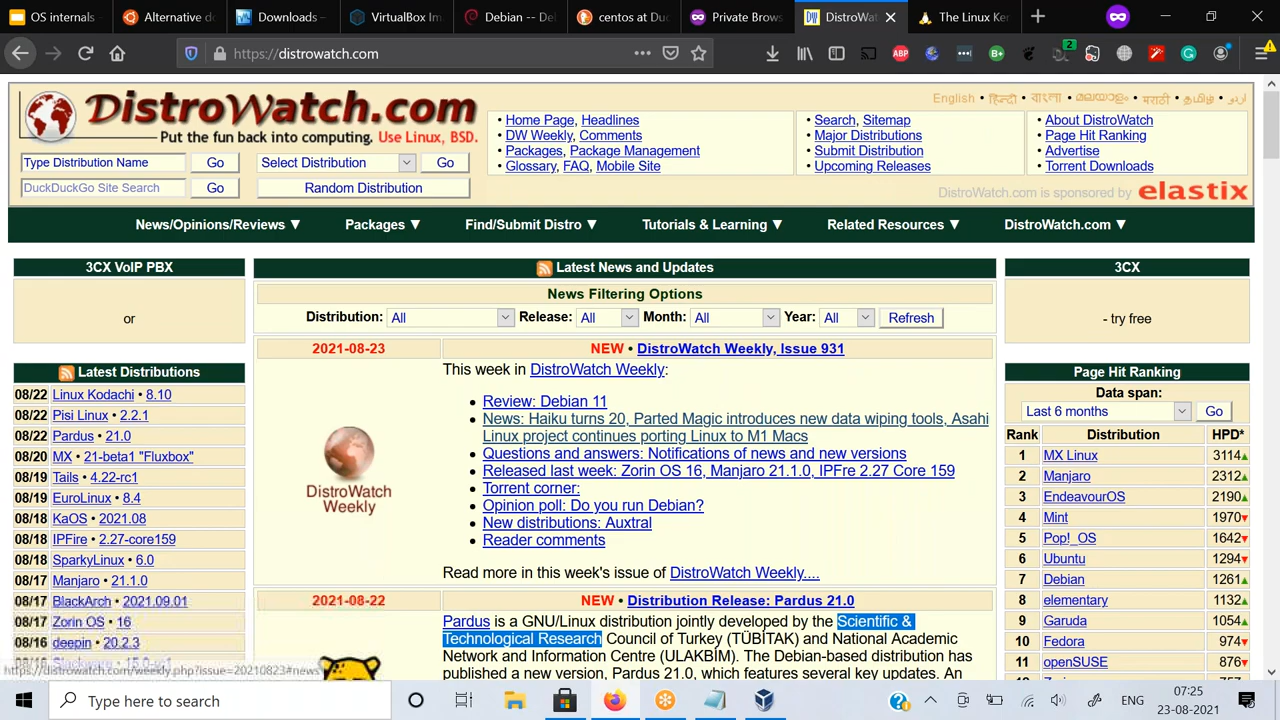 OS internals
Alternative do
Downloads –
VirtualBox Im
Debian -- Del
centos at Duc
Private Brows
DistroWat
The Linux Ker
https://distrowatch.com
ABP
2
DistroWatch.com
Put the fun back into computing. Use Linux, BSD.
Type Distribution Name
Go
Select Distribution
Go
DuckDuckGo Site Search
Go
Random Distribution
• Home Page, Headlines
• DW Weekly, Comments
• Packages, Package Management
• Glossary, FAQ, Mobile Site
• Search, Sitemap
• Major Distributions
• Submit Distribution
• Upcoming Releases
English • हिन्दी • বাংলা • മലയാളം • मराठी • தமிழ் • اردو
• About DistroWatch
• Page Hit Ranking
• Advertise
• Torrent Downloads
DistroWatch.com is sponsored by elastix
News/Opinions/Reviews ▼
Packages ▼
Find/Submit Distro ▼
Tutorials & Learning ▼
Related Resources ▼
DistroWatch.com ▼
3CX VoIP PBX
or
Latest Distributions
08/22 Linux Kodachi • 8.10
08/22 Pisi Linux • 2.2.1
08/22 Pardus • 21.0
08/20 MX • 21-beta1 "Fluxbox"
08/19 Tails • 4.22-rc1
08/19 EuroLinux • 8.4
08/18 KaOS • 2021.08
08/18 IPFire • 2.27-core159
08/18 SparkyLinux • 6.0
08/17 Manjaro • 21.1.0
08/17 BlackArch • 2021.09.01
08/17 Zorin OS • 16
08/16 deepin • 20.2.3
https://distrowatch.com/weekly.php?issue=20210823#news
Latest News and Updates
News Filtering Options
Distribution: All Release: All Month: All Year: All Refresh
2021-08-23
NEW • DistroWatch Weekly, Issue 931
DistroWatch
Weekly
This week in DistroWatch Weekly:
• Review: Debian 11
• News: Haiku turns 20, Parted Magic introduces new data wiping tools, Asahi
Linux project continues porting Linux to M1 Macs
• Questions and answers: Notifications of news and new versions
• Released last week: Zorin OS 16, Manjaro 21.1.0, IPFre 2.27 Core 159
• Torrent corner:
• Opinion poll: Do you run Debian?
• New distributions: Auxtral
• Reader comments
Read more in this week's issue of DistroWatch Weekly....
2021-08-22
NEW • Distribution Release: Pardus 21.0
Pardus is a GNU/Linux distribution jointly developed by the Scientific &
Technological Research Council of Turkey (TÜBİTAK) and National Academic
Network and Information Centre (ULAKBİM). The Debian-based distribution has
published a new version, Pardus 21.0, which features several key updates. An
3CX
- try free
Page Hit Ranking
Data span:
Last 6 months
Go
Rank Distribution HPD*
1 MX Linux 3114▲
2 Manjaro 2312▲
3 EndeavourOS 2190▲
4 Mint 1970▼
5 Pop!_OS 1642▼
6 Ubuntu 1294▼
7 Debian 1261▲
8 elementary 1132▲
9 Garuda 1054▲
10 Fedora 974▼
11 openSUSE 876▼
Type here to search
ENG
07:25
23-08-2021